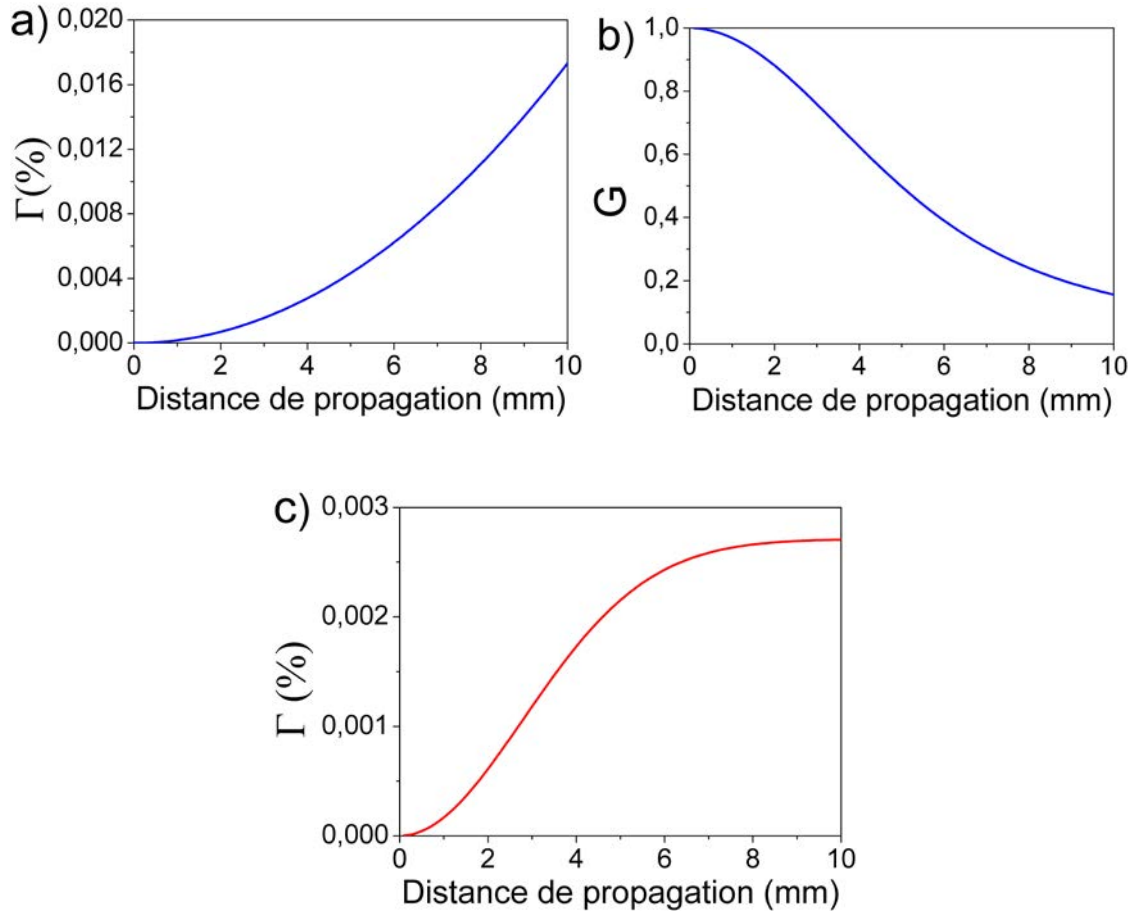 a)
0,020
0,016
0,012
0,008
0,004
0,000
Γ(%)
0 2 4 6 8 10
Distance de propagation (mm)
b)
1,0
0,8
0,6
0,4
0,2
0,0
G
0 2 4 6 8 10
Distance de propagation (mm)
c)
0,003
0,002
0,001
0,000
Γ (%)
0 2 4 6 8 10
Distance de propagation (mm)